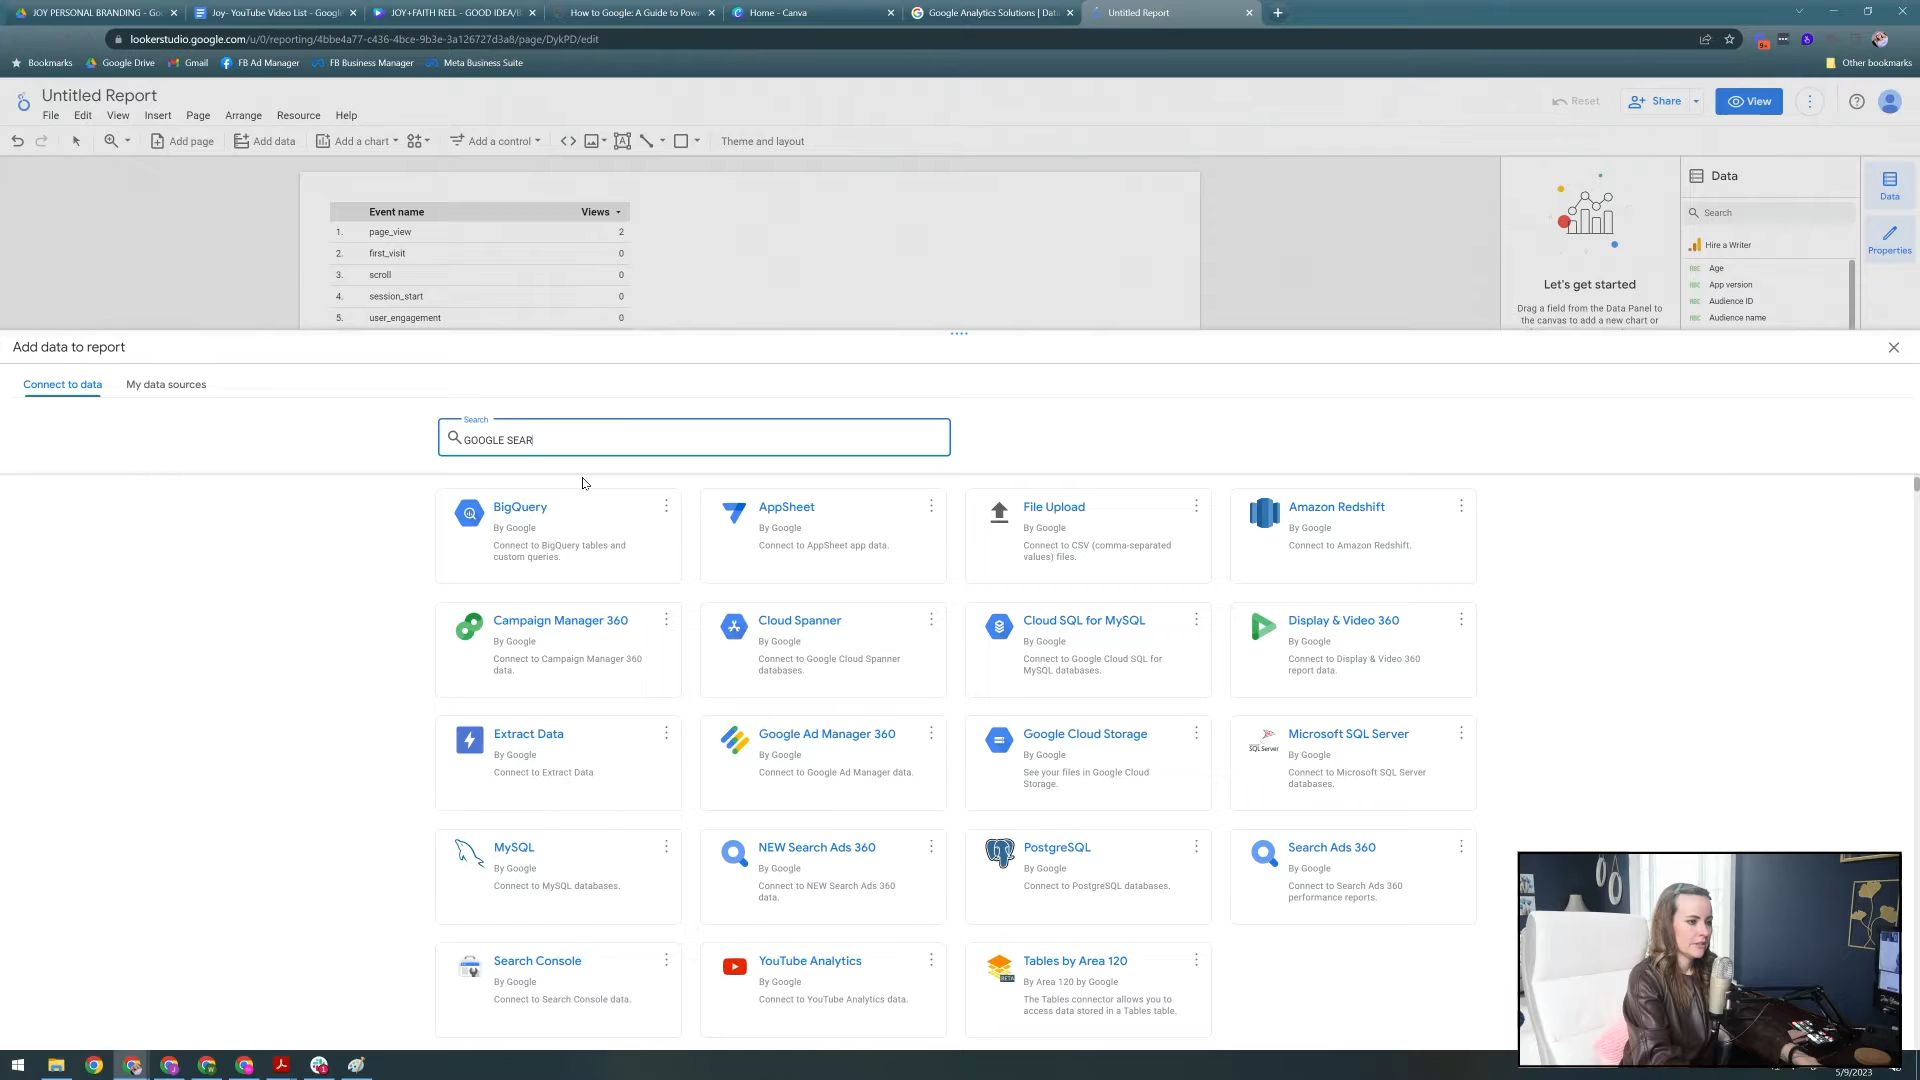 JOY PERSONAL BRANDING - Go
Joy- YouTube Video List - Google
JOY+FAITH REEL - GOOD IDEA/B
How to Google: A Guide to Pow
Home - Canva
Google Analytics Solutions | Dat
Untitled Report
lookerstudio.google.com/u/0/reporting/4bbe4a77-c436-4bce-9b3e-3a126727d3a8/page/DykPD/edit
9+
Bookmarks
Google Drive
Gmail
FB Ad Manager
FB Business Manager
Meta Business Suite
Other bookmarks
Untitled Report
File Edit View Insert Page Arrange Resource Help
Reset
Share
View
Add page
Add data
Add a chart
Add a control
Theme and layout
Event name Views
1. page_view 2
2. first_visit 0
3. scroll 0
4. session_start 0
5. user_engagement 0
Let's get started
Drag a field from the Data Panel to
the canvas to add a new chart or
Data
Search
Hire a Writer
ABC Age
ABC App version
ABC Audience ID
ABC Audience name
Data
Properties
Add data to report
Connect to data
My data sources
Search
GOOGLE SEAR
BigQuery
By Google
Connect to BigQuery tables and
custom queries.
AppSheet
By Google
Connect to AppSheet app data.
File Upload
By Google
Connect to CSV (comma-separated
values) files.
Amazon Redshift
By Google
Connect to Amazon Redshift.
Campaign Manager 360
By Google
Connect to Campaign Manager 360
data.
Cloud Spanner
By Google
Connect to Google Cloud Spanner
databases.
Cloud SQL for MySQL
By Google
Connect to Google Cloud SQL for
MySQL databases.
Display & Video 360
By Google
Connect to Display & Video 360
report data.
Extract Data
By Google
Connect to Extract Data
Google Ad Manager 360
By Google
Connect to Google Ad Manager data.
Google Cloud Storage
By Google
See your files in Google Cloud
Storage.
SQL Server
Microsoft SQL Server
By Google
Connect to Microsoft SQL Server
databases.
MySQL
By Google
Connect to MySQL databases.
NEW Search Ads 360
By Google
Connect to NEW Search Ads 360
data.
PostgreSQL
By Google
Connect to PostgreSQL databases.
Search Ads 360
By Google
Connect to Search Ads 360
performance reports.
Search Console
By Google
Connect to Search Console data.
YouTube Analytics
By Google
Connect to YouTube Analytics data.
BETA
Tables by Area 120
By Area 120 by Google
The Tables connector allows you to
access data stored in a Tables table.
5/9/2023